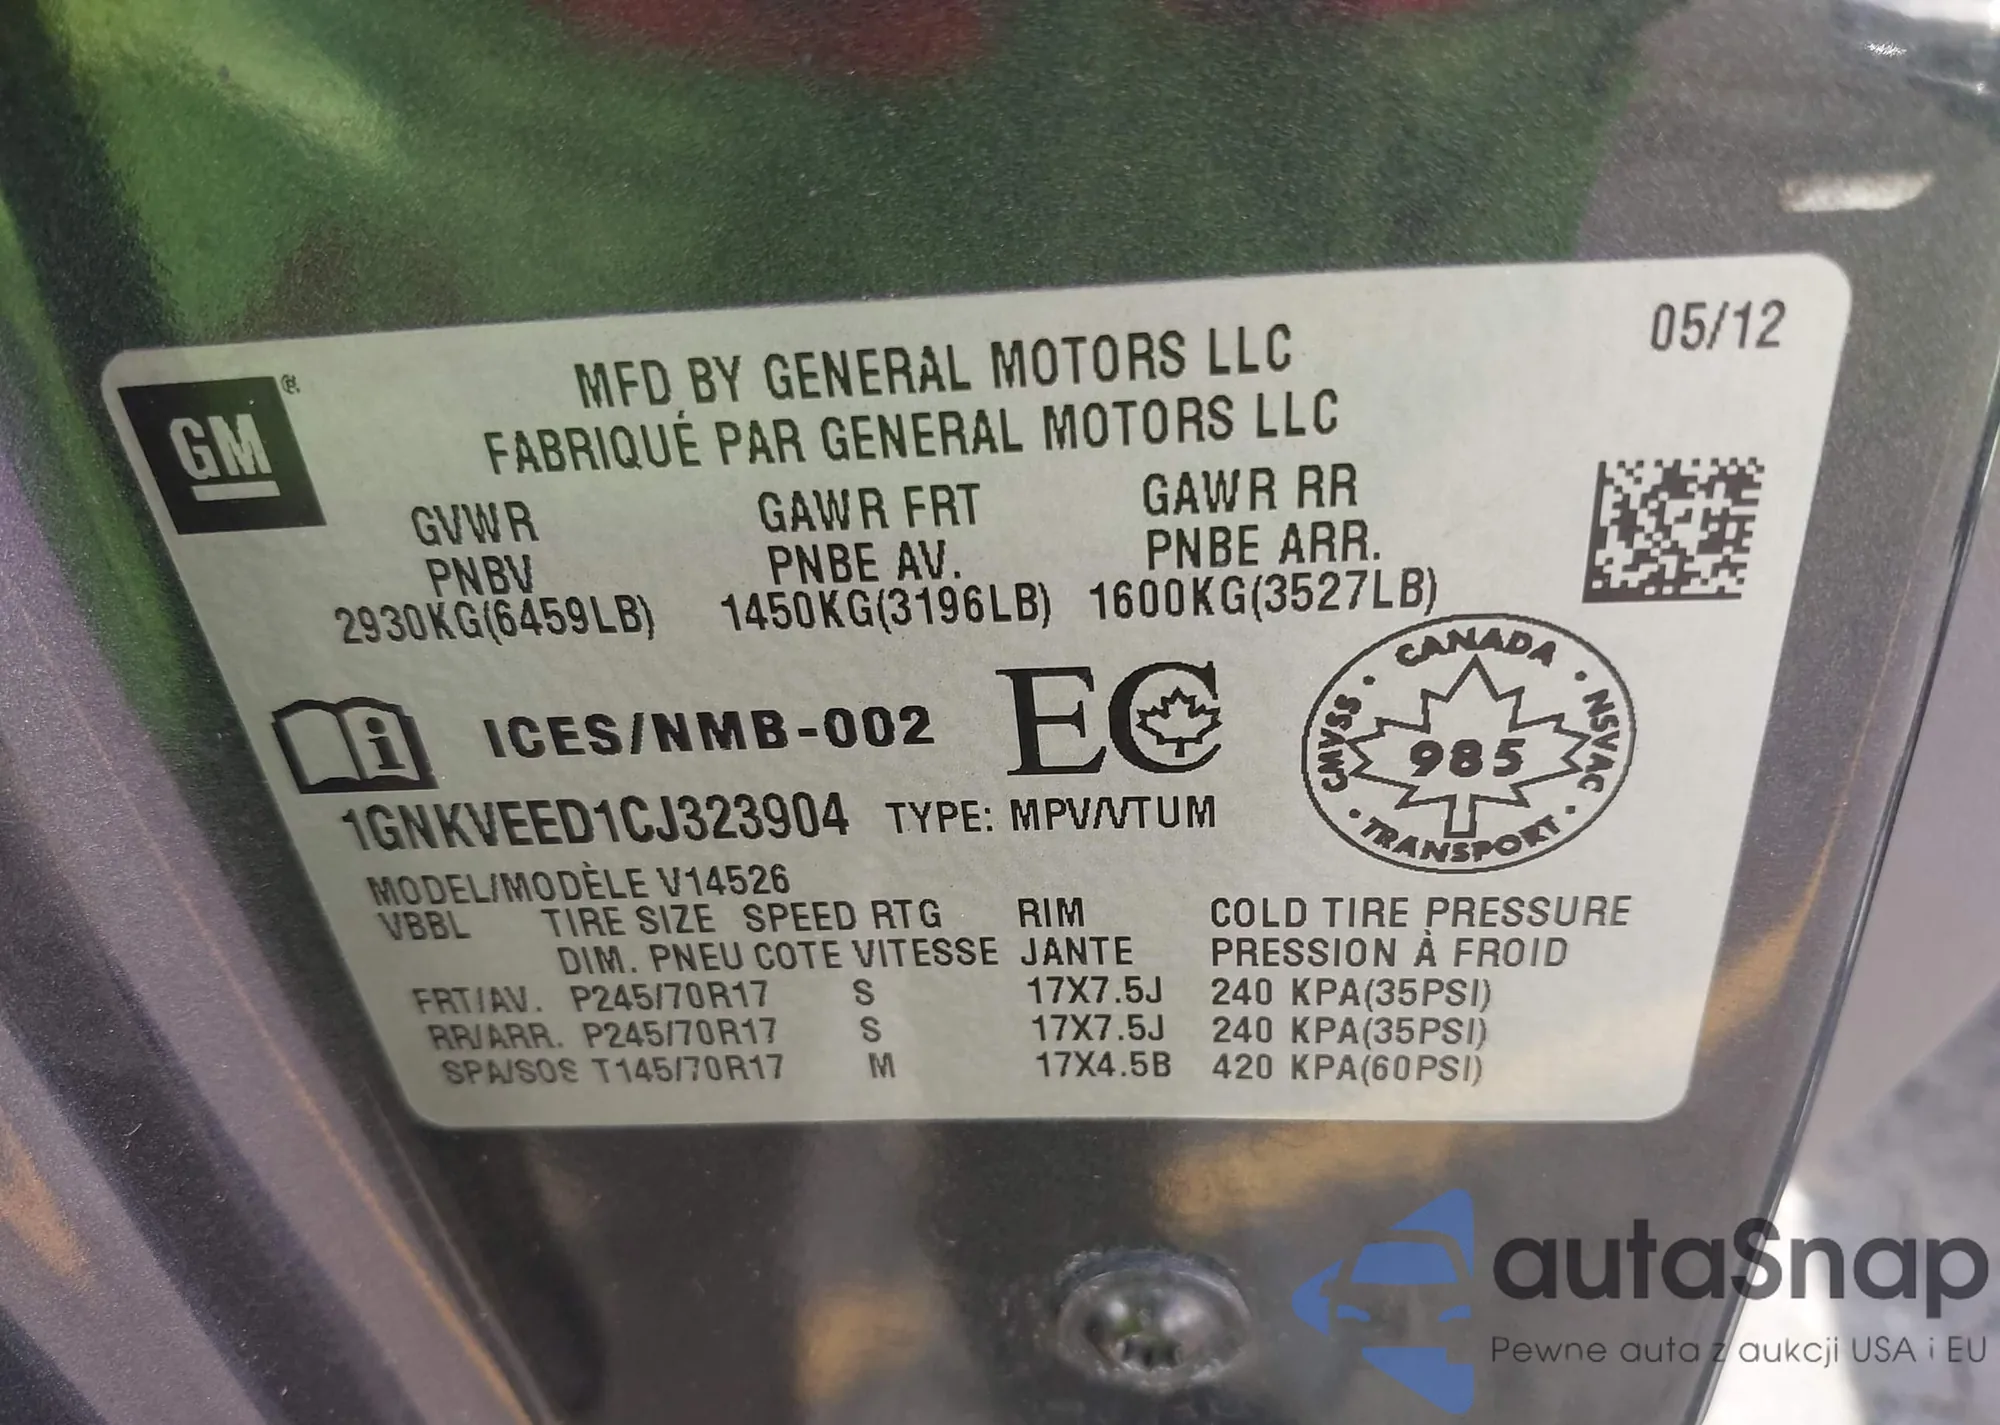 05/12
GM ®
MFD BY GENERAL MOTORS LLC
FABRIQUÉ PAR GENERAL MOTORS LLC
GVWR GAWR FRT GAWR RR
PNBV PNBE AV. PNBE ARR.
2930KG(6459LB) 1450KG(3196LB) 1600KG(3527LB)
i ICES/NMB-002 EC
CANADA · NSVAC · TRANSPORT · CMVSS ·
985
1GNKVEED1CJ323904 TYPE: MPV/VTUM
MODEL/MODÈLE V14526
VBBL TIRE SIZE SPEED RTG RIM COLD TIRE PRESSURE
DIM. PNEU COTE VITESSE JANTE PRESSION À FROID
FRT/AV. P245/70R17 S 17X7.5J 240 KPA(35PSI)
RR/ARR. P245/70R17 S 17X7.5J 240 KPA(35PSI)
SPA/SOS T145/70R17 M 17X4.5B 420 KPA(60PSI)
autaSnap
Pewne auta z aukcji USA i EU